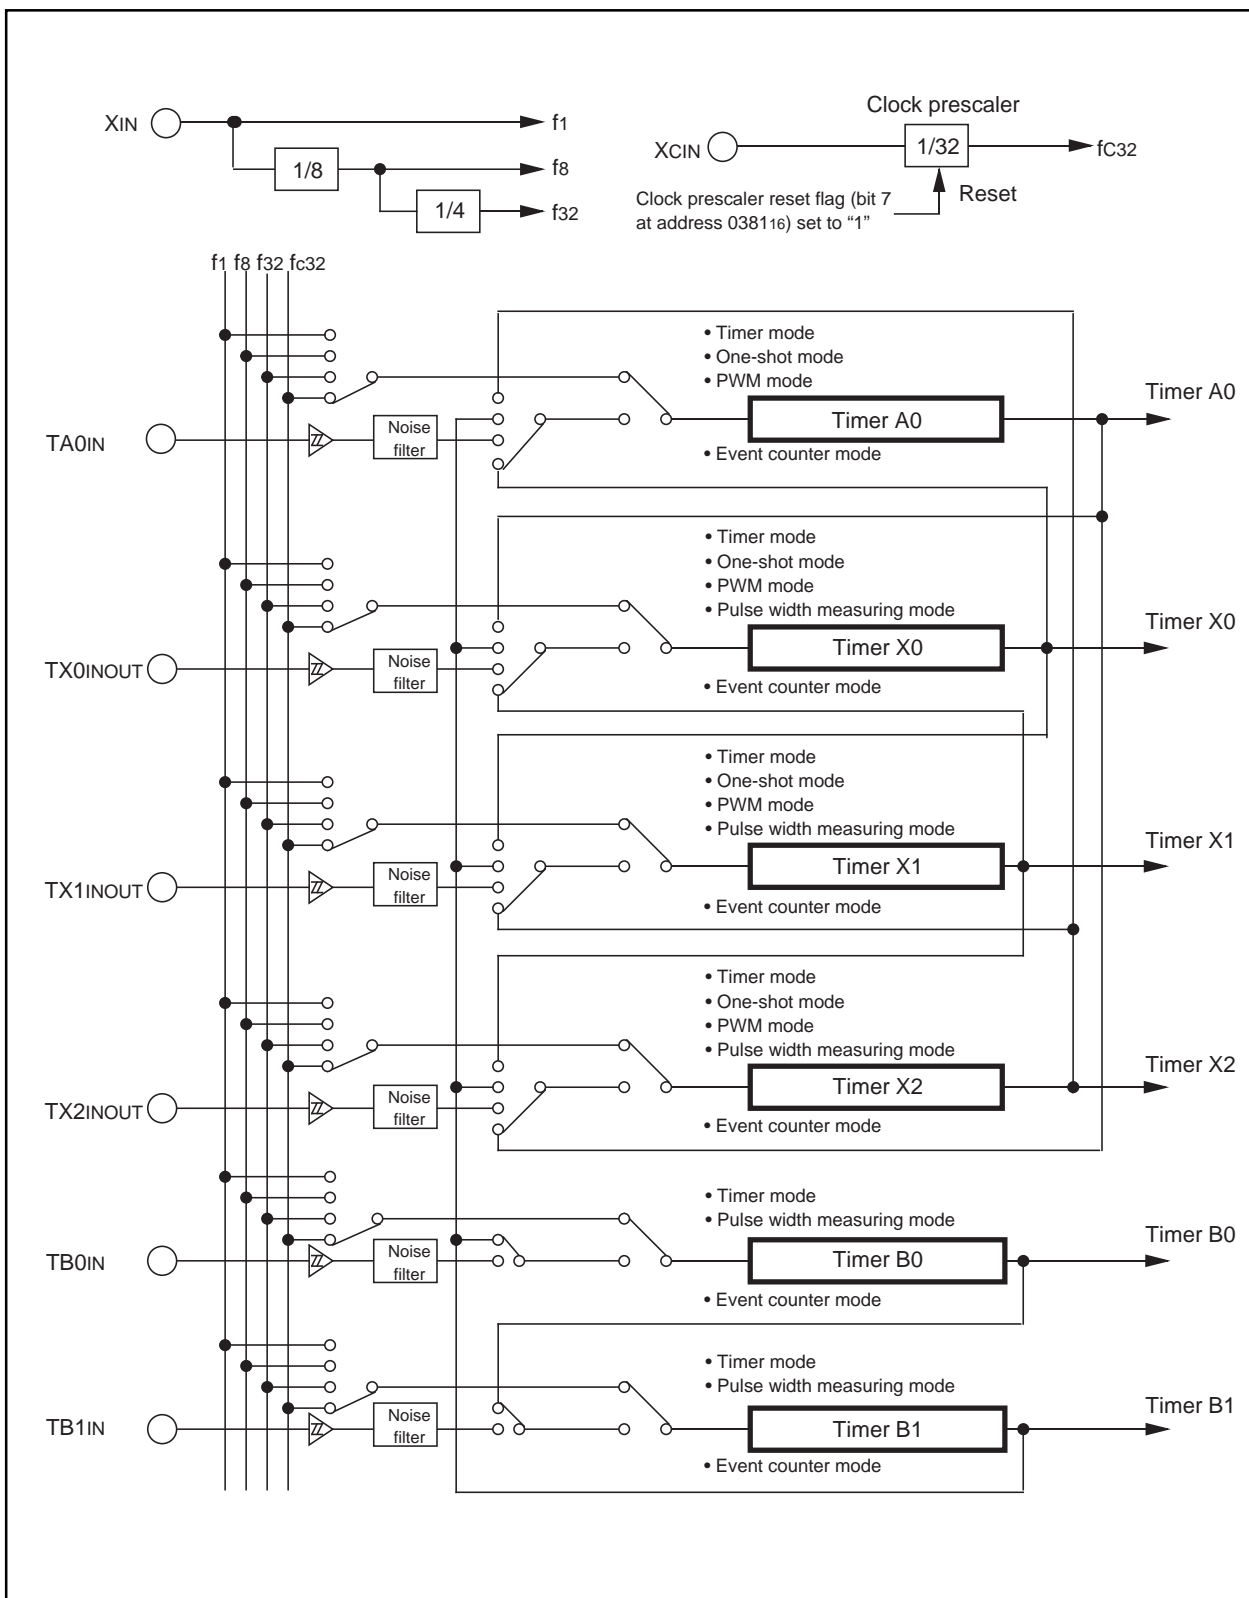 Clock prescaler
XIN
f1
XCIN
1/32
fC32
1/8
f8
Clock prescaler reset flag (bit 7
at address 038116) set to “1”
Reset
1/4
f32
f1 f8 f32 fc32
• Timer mode
• One-shot mode
• PWM mode
Timer A0
TA0IN
Noise
filter
Timer A0
• Event counter mode
• Timer mode
• One-shot mode
• PWM mode
• Pulse width measuring mode
Timer X0
TX0INOUT
Noise
filter
Timer X0
• Event counter mode
• Timer mode
• One-shot mode
• PWM mode
• Pulse width measuring mode
Timer X1
TX1INOUT
Noise
filter
Timer X1
• Event counter mode
• Timer mode
• One-shot mode
• PWM mode
• Pulse width measuring mode
Timer X2
TX2INOUT
Noise
filter
Timer X2
• Event counter mode
• Timer mode
• Pulse width measuring mode
Timer B0
TB0IN
Noise
filter
Timer B0
• Event counter mode
• Timer mode
• Pulse width measuring mode
Timer B1
TB1IN
Noise
filter
Timer B1
• Event counter mode